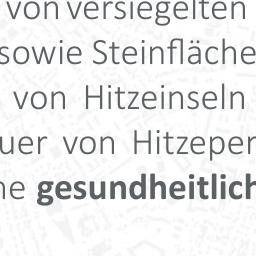 von versiegelten
sowie Steinfläche
von Hitzeinseln
uer von Hitzeper
ne gesundheitlich